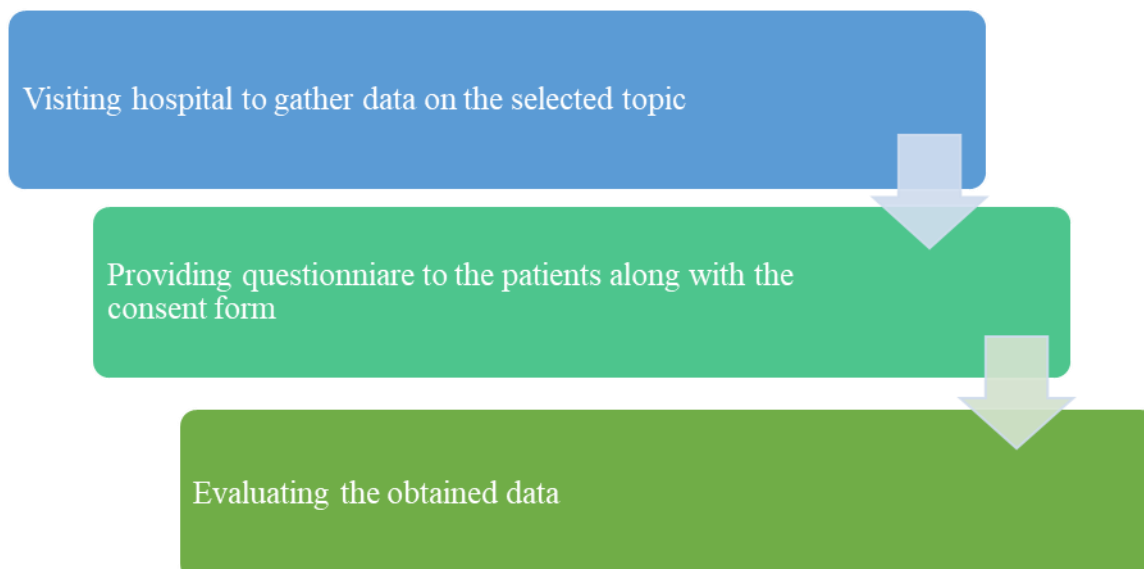 Visiting hospital to gather data on the selected topic
Providing questionniare to the patients along with the
consent form
Evaluating the obtained data